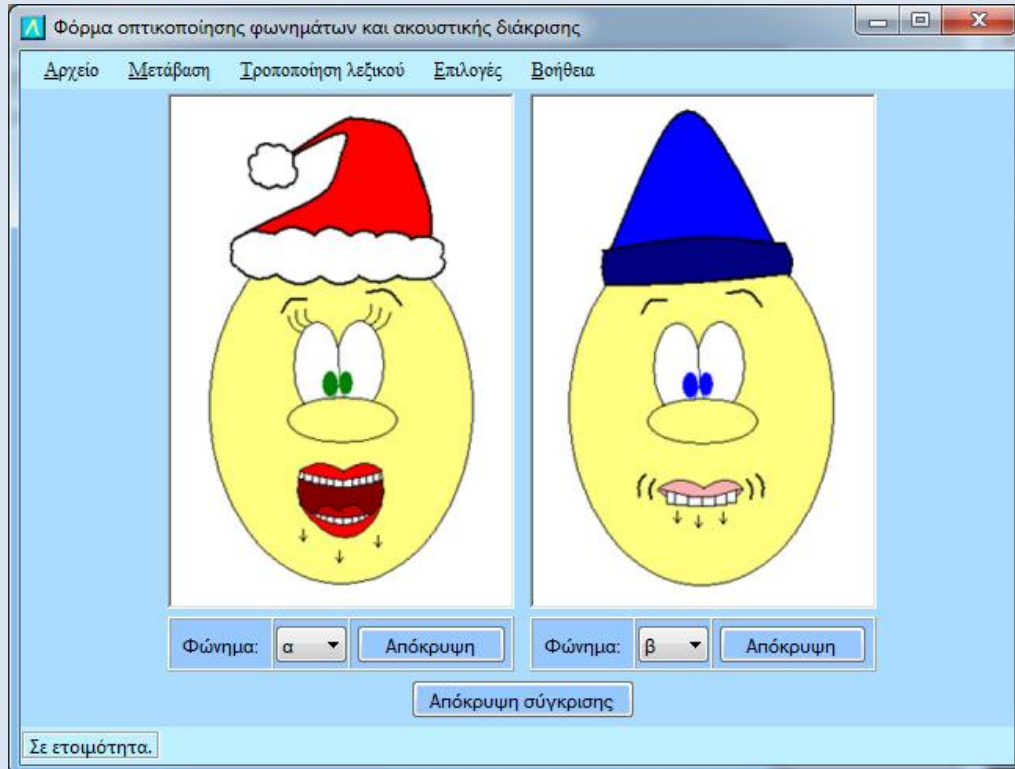 Φόρμα οπτικοποίησης φωνημάτων και ακουστικής διάκρισης
Αρχείο Μετάβαση Τροποποίηση λεξικού Επιλογές Βοήθεια
Φώνημα: α Απόκρυψη Φώνημα: β Απόκρυψη
Απόκρυψη σύγκρισης
Σε ετοιμότητα.